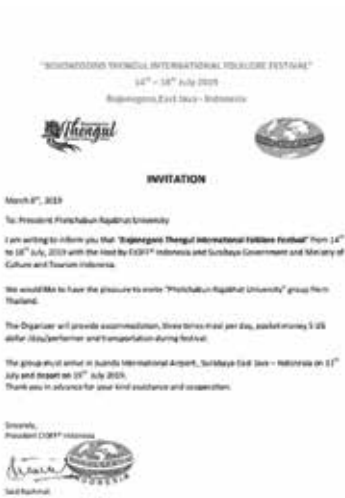 "BOJONEGORO THENGUL INTERNATIONAL FOLKLORE FESTIVAL"
14th – 18th July 2019
Bojonegoro, East Java – Indonesia
Thengul
INVITATION
March 8th, 2019
To: President Phetchabun Rajabhat University
I am writing to inform you that "Bojonegoro Thengul International Folklore Festival" from 14th
to 18th July, 2019 with the Host by CIOFF® Indonesia and Surabaya Government and Ministry of
Culture and Tourism Indonesia.
We would like to have the pleasure to invite "Phetchabun Rajabhat University" group from
Thailand.
The Organizer will provide accommodation, three times meal per day, pocket money 5 US
dollar /day/performer and transportation during festival.
The group must arrive in Juanda International Airport, Surabaya East Java – Indonesia on
July and depart on 19th July 2019.
Thank you in advance for your kind assistance and cooperation.
Sincerely,
President CIOFF® Indonesia
INDONESIA
Said Rachmat